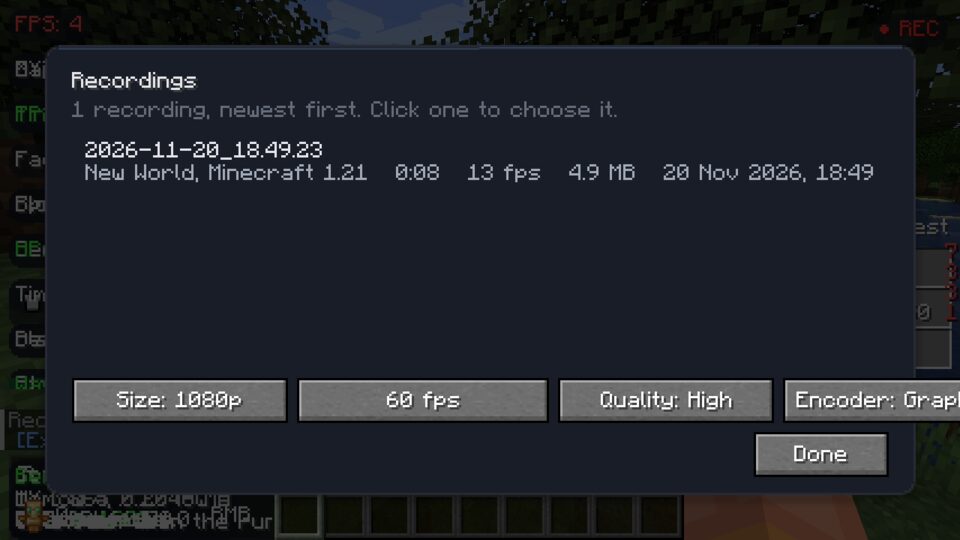 FPS: 4
● REC
Recordings
1 recording, newest first. Click one to choose it.
2026-11-20_18.49.23
New World, Minecraft 1.21 0:08 13 fps 4.9 MB 20 Nov 2026, 18:49
Size: 1080p
60 fps
Quality: High
Encoder: Grap
Done
RMB